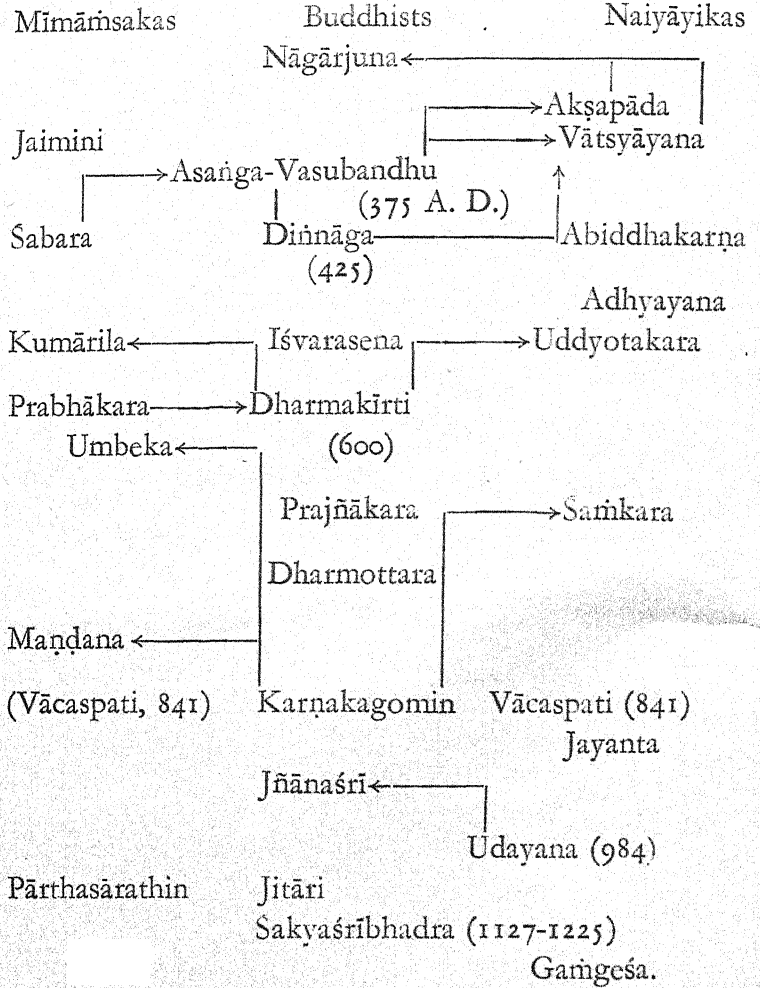 Mīmāṁsakas Buddhists Naiyāyikas
Nāgārjuna
Akṣapāda
Jaimini Vātsyāyana
Asaṅga-Vasubandhu
(375 A. D.)
Śabara Diṅnāga Abiddhakarṇa
(425)
Adhyayana
Kumārila Iśvarasena Uddyotakara
Prabhākara Dharmakīrti
Umbeka (600)
Prajñākara Saṁkara
Dharmottara
Maṇḍana
(Vācaspati, 841) Karṇakagomin Vācaspati (841)
Jayanta
Jñānaśrī
Udayana (984)
Pārthasārathin Jitāri
Śakyaśrībhadra (1127-1225)
Gaṁgeśa.